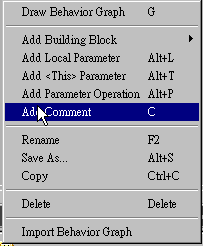 Draw Behavior Graph G
Add Building Block
Add Local Parameter Alt+L
Add <This> Parameter Alt+T
Add Parameter Operation Alt+P
Add Comment C
Rename F2
Save As... Alt+S
Copy Ctrl+C
Delete Delete
Import Behavior Graph